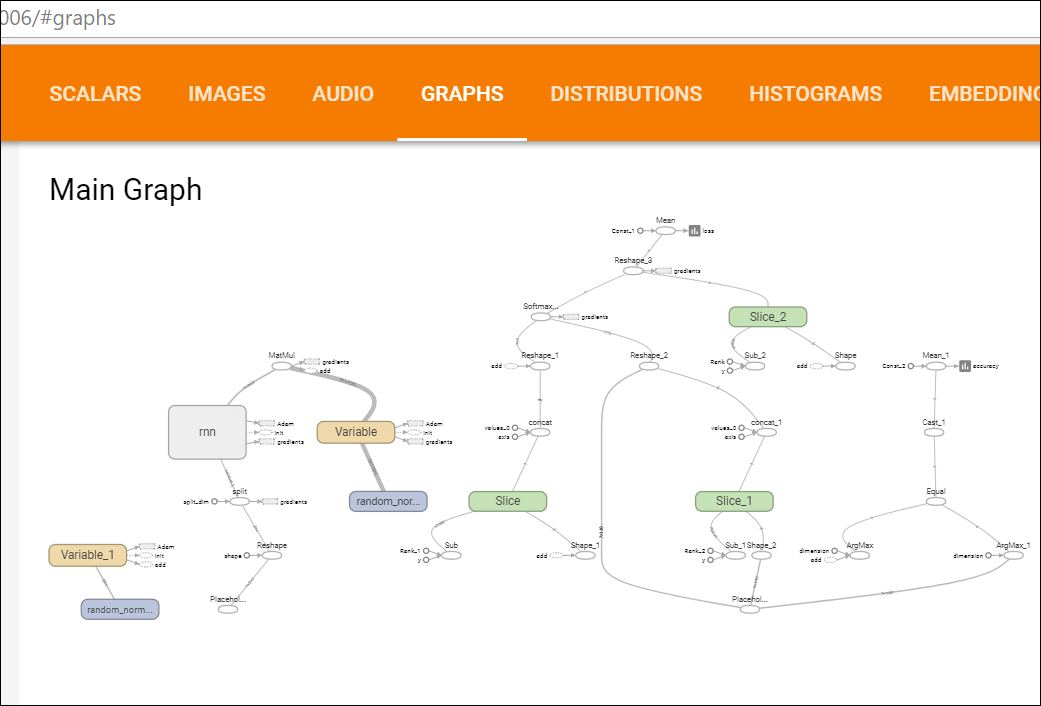 006/#graphs
SCALARS IMAGES AUDIO GRAPHS DISTRIBUTIONS HISTOGRAMS EMBEDDING
Main Graph
Mean
Const_1 loss
Reshape_3
gradients
Softmax...
gradients
Slice_2
MatMul
gradients
add
Reshape_1
add
Reshape_2
Rank Sub_2
y
Shape
add
Mean_1
Const_2 accuracy
rnn
Adam
init
gradients
Variable
Adam
init
gradients
values_0 concat
axis
values_0 concat_1
axis
Cast_1
split
split_dim gradients
random_nor...
Slice
Slice_1
Equal
Variable_1
Adam
init
add
Reshape
shape
Rank_1 Sub
y
Shape_1
add
Rank_2 Sub_1 Shape_2
y
dimension ArgMax
add
ArgMax_1
dimension
random_norm...
Placehol...
Placehol...